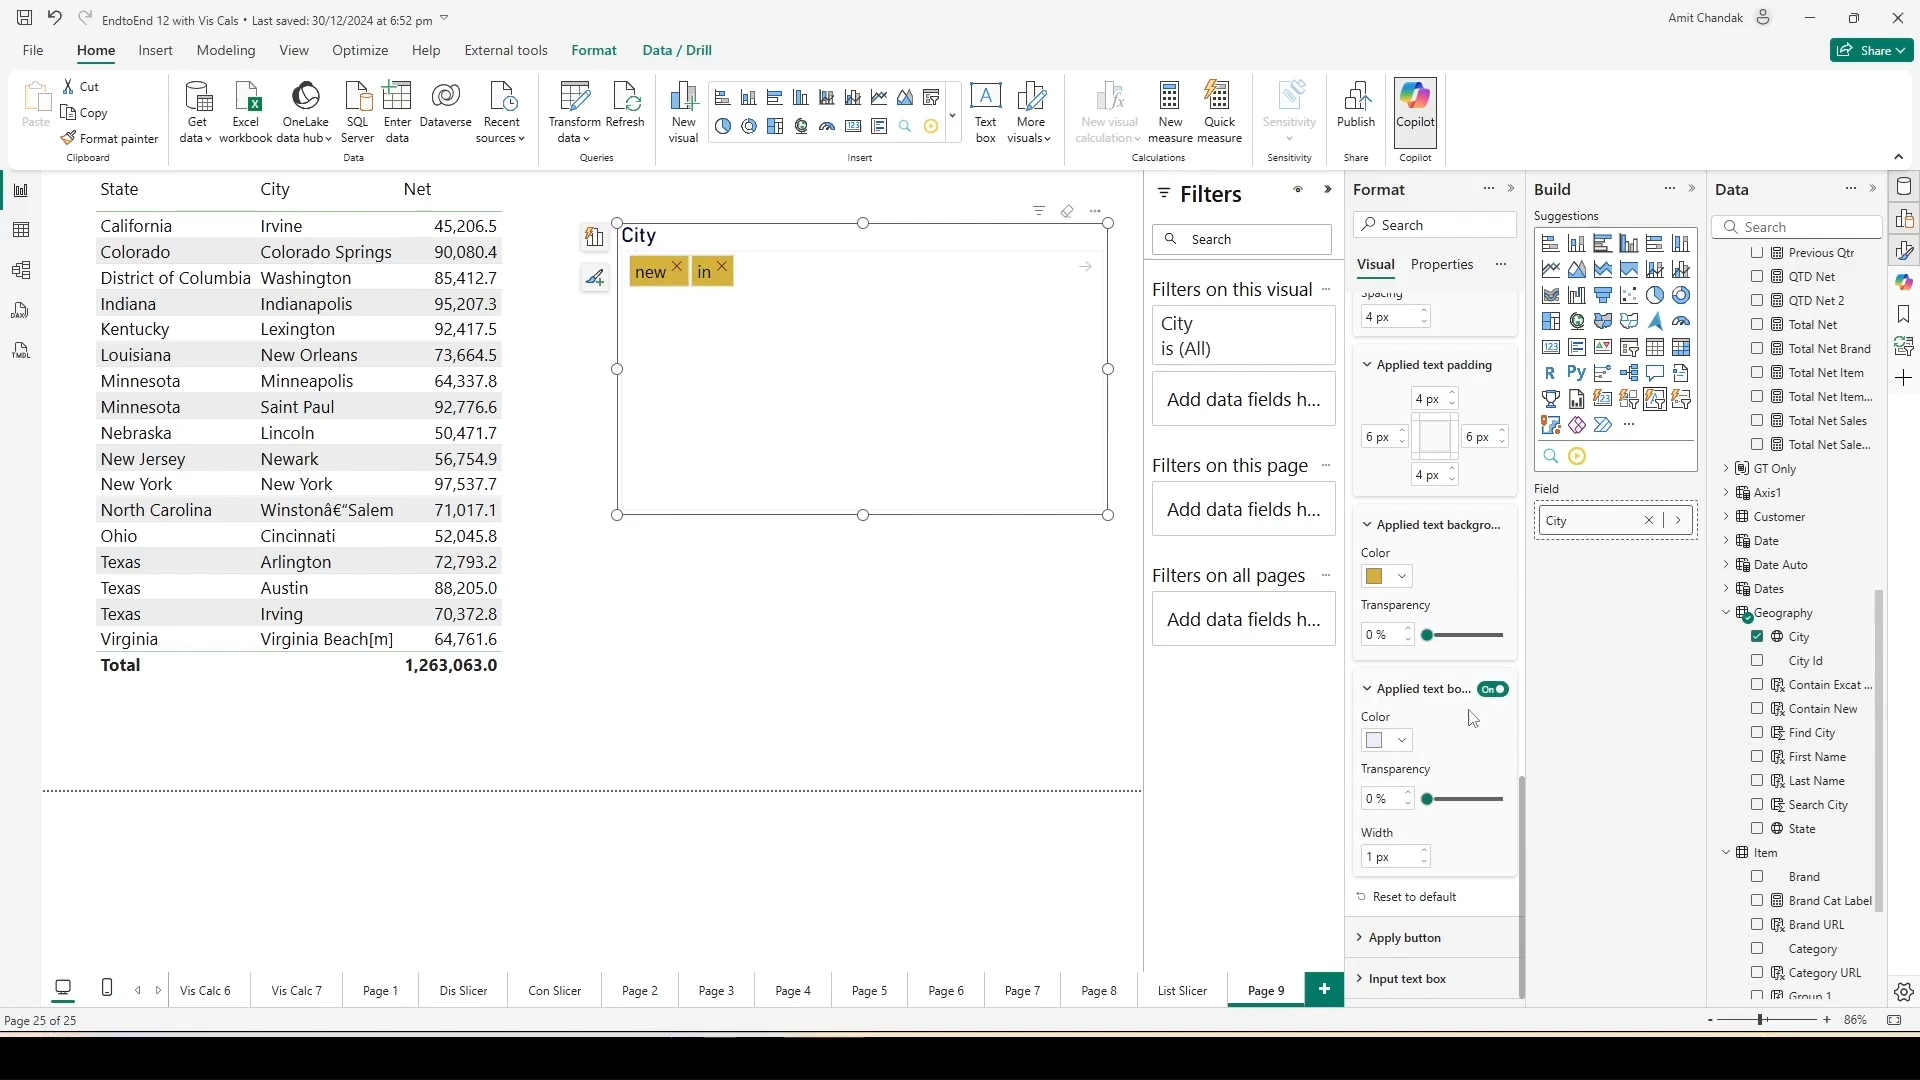 EndtoEnd 12 with Vis Cals • Last saved: 30/12/2024 at 6:52 pm
Amit Chandak
File Home Insert Modeling View Optimize Help External tools Format Data / Drill
Share
Paste
Cut
Copy
Format painter
Clipboard
Get data
Excel workbook
OneLake data hub
SQL Server
Enter data
Dataverse
Recent sources
Data
Transform data
Refresh
Queries
New visual
Text box
More visuals
Insert
New visual calculation
New measure
Quick measure
Calculations
Sensitivity
Sensitivity
Publish
Share
Copilot
Copilot
State City Net
California Irvine 45,206.5
Colorado Colorado Springs 90,080.4
District of Columbia Washington 85,412.7
Indiana Indianapolis 95,207.3
Kentucky Lexington 92,417.5
Louisiana New Orleans 73,664.5
Minnesota Minneapolis 64,337.8
Minnesota Saint Paul 92,776.6
Nebraska Lincoln 50,471.7
New Jersey Newark 56,754.9
New York New York 97,537.7
North Carolina Winstonâ€“Salem 71,017.1
Ohio Cincinnati 52,045.8
Texas Arlington 72,793.2
Texas Austin 88,205.0
Texas Irving 70,372.8
Virginia Virginia Beach[m] 64,761.6
Total 1,263,063.0
City
new in
Filters
Search
Filters on this visual
City
is (All)
Add data fields h...
Filters on this page
Add data fields h...
Filters on all pages
Add data fields h...
Format
Search
Visual Properties
Spacing
4 px
Applied text padding
4 px
6 px 6 px
4 px
Applied text backgro...
Color
Transparency
0 %
Applied text bo... On
Color
Transparency
0 %
Width
1 px
Reset to default
Apply button
Input text box
Build
Suggestions
123
R Py
Field
City
Data
Search
Previous Qtr
QTD Net
QTD Net 2
Total Net
Total Net Brand
Total Net Item
Total Net Item...
Total Net Sales
Total Net Sale...
GT Only
Axis1
Customer
Date
Date Auto
Dates
Geography
City
City Id
Contain Excat ...
Contain New
Find City
First Name
Last Name
Search City
State
Item
Brand
Brand Cat Label
Brand URL
Category
Category URL
Group 1
DAX
TMDL
Vis Calc 6 Vis Calc 7 Page 1 Dis Slicer Con Slicer Page 2 Page 3 Page 4 Page 5 Page 6 Page 7 Page 8 List Slicer Page 9
Page 25 of 25
86%